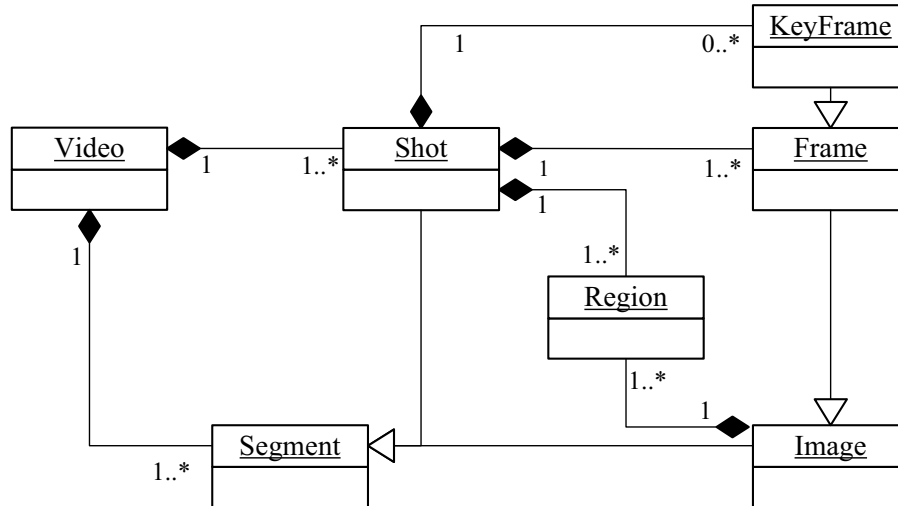 KeyFrame
1
0..*
Video
Shot
Frame
1
1..*
1
1..*
1
1
1..*
Region
1..*
1
Segment
Image
1..*